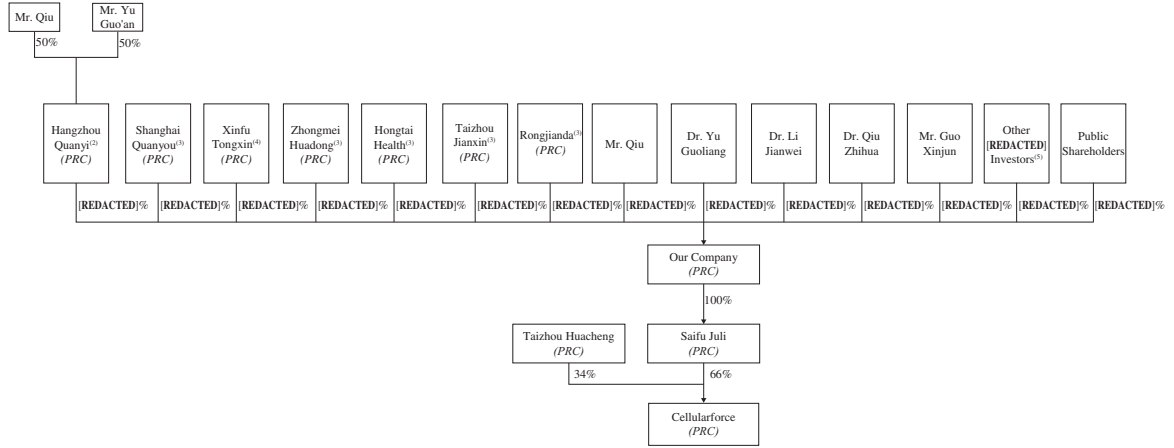 Mr. Qiu
Mr. Yu
Guo'an
50%
50%
Hangzhou
Quanyi(2)
(PRC)
Shanghai
Quanyou(3)
(PRC)
Xinfu
Tongxin(4)
(PRC)
Zhongmei
Huadong(3)
(PRC)
Hongtai
Health(3)
(PRC)
Taizhou
Jianxin(3)
(PRC)
Rongjianda(3)
(PRC)
Mr. Qiu
Dr. Yu
Guoliang
Dr. Li
Jianwei
Dr. Qiu
Zhihua
Mr. Guo
Xinjun
Other
[REDACTED]
Investors(5)
Public
Shareholders
[REDACTED]%
[REDACTED]%
[REDACTED]%
[REDACTED]%
[REDACTED]%
[REDACTED]%
[REDACTED]%
[REDACTED]%
[REDACTED]%
[REDACTED]%
[REDACTED]%
[REDACTED]%
[REDACTED]%
[REDACTED]%
Our Company
(PRC)
100%
Taizhou Huacheng
(PRC)
Saifu Juli
(PRC)
34%
66%
Cellularforce
(PRC)